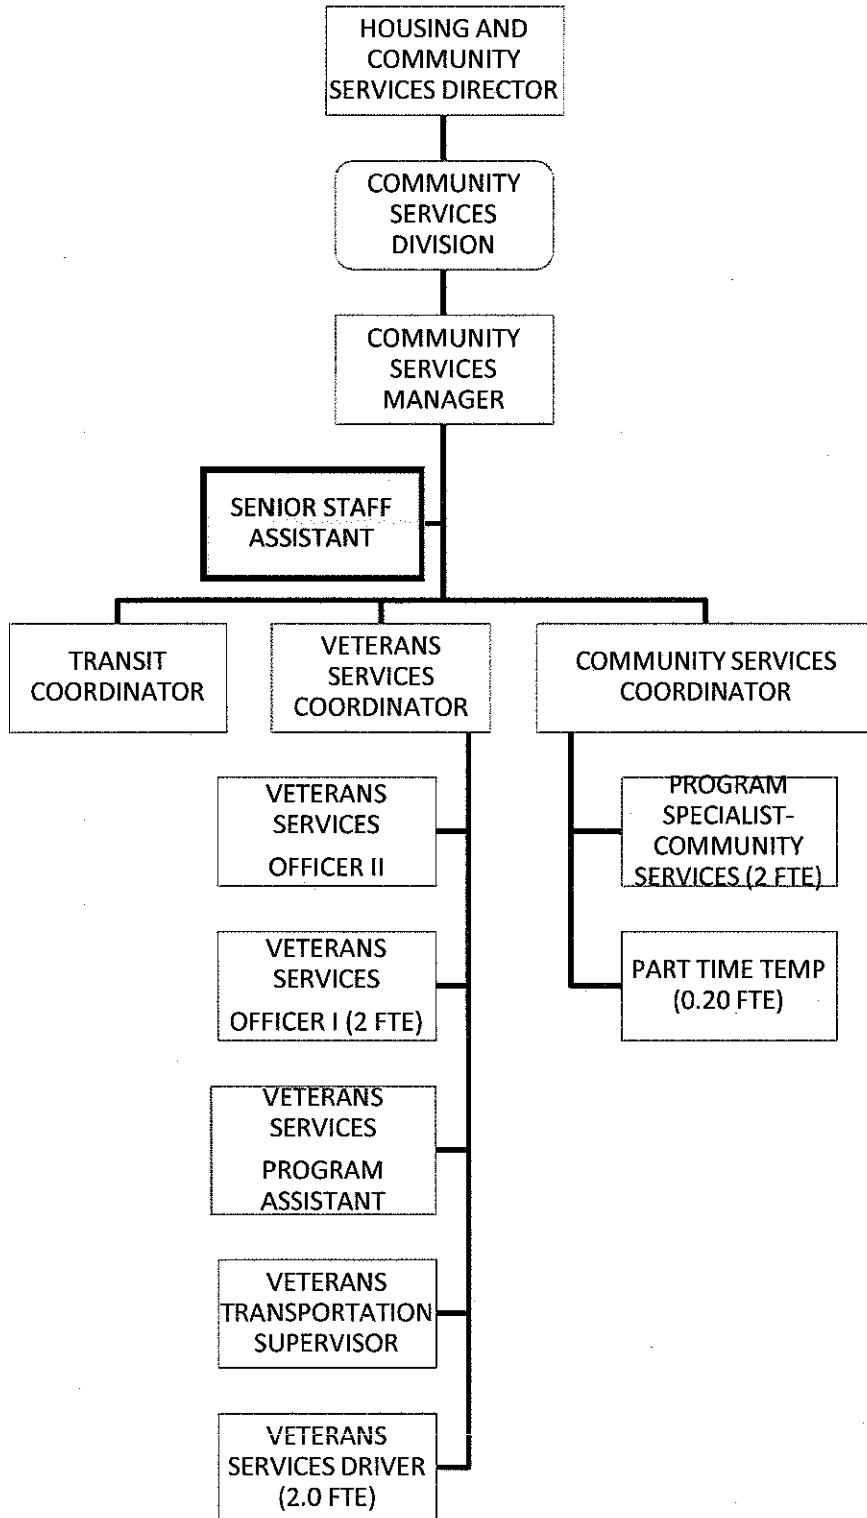 HOUSING AND
COMMUNITY
SERVICES DIRECTOR
COMMUNITY
SERVICES
DIVISION
COMMUNITY
SERVICES
MANAGER
SENIOR STAFF
ASSISTANT
TRANSIT
COORDINATOR
VETERANS
SERVICES
COORDINATOR
COMMUNITY SERVICES
COORDINATOR
VETERANS
SERVICES
OFFICER II
VETERANS
SERVICES
OFFICER I (2 FTE)
VETERANS
SERVICES
PROGRAM
ASSISTANT
VETERANS
TRANSPORTATION
SUPERVISOR
VETERANS
SERVICES DRIVER
(2.0 FTE)
PROGRAM
SPECIALIST-
COMMUNITY
SERVICES (2 FTE)
PART TIME TEMP
(0.20 FTE)